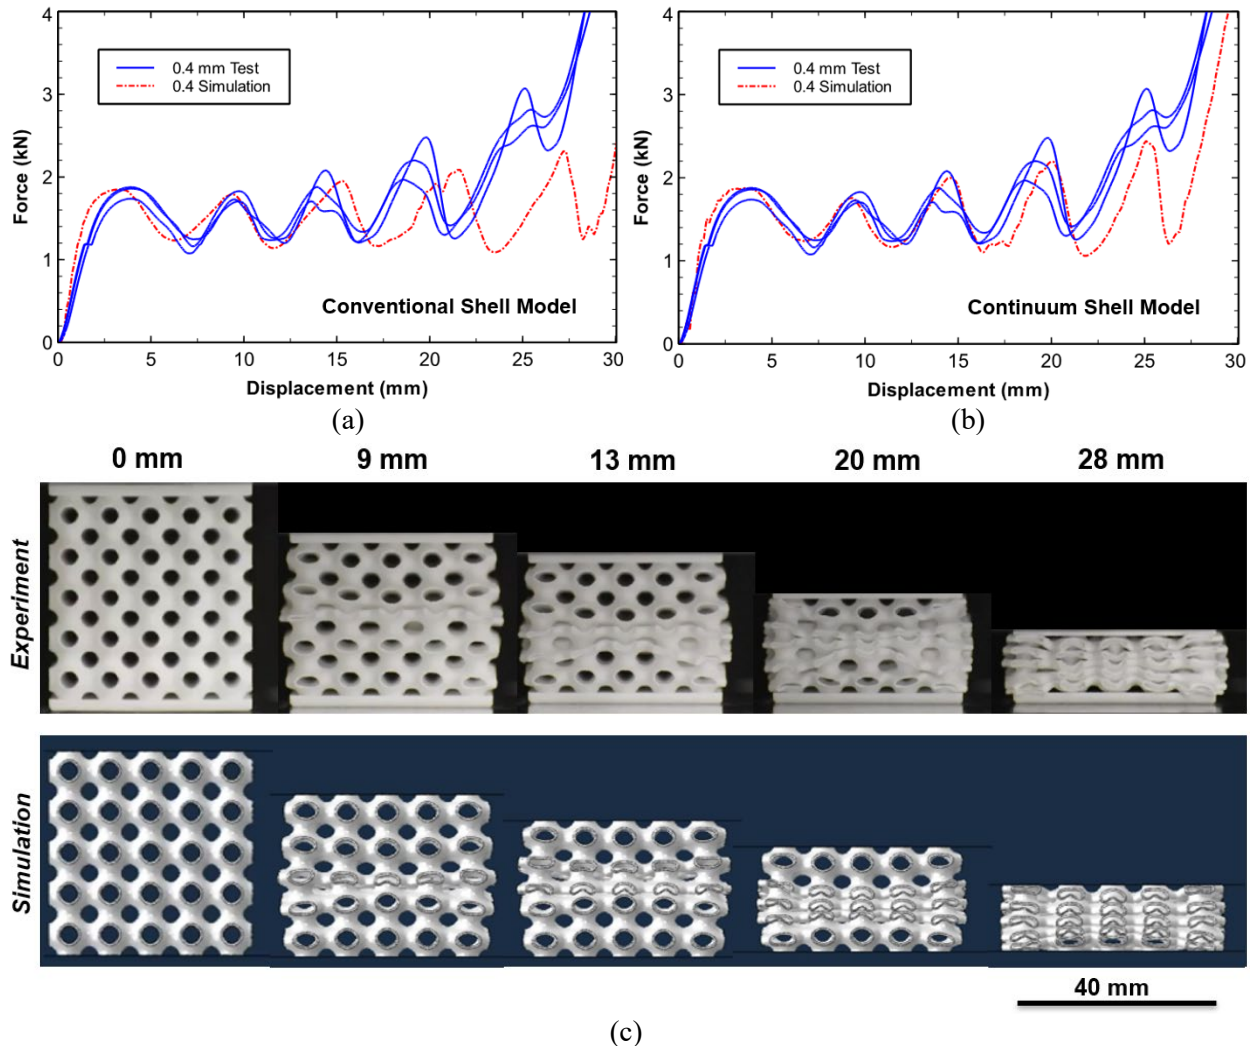 4
3
2
1
0
Force (kN)
0.4 mm Test
0.4 Simulation
Conventional Shell Model
0 5 10 15 20 25 30
Displacement (mm)
(a)
4
3
2
1
0
Force (kN)
0.4 mm Test
0.4 Simulation
Continuum Shell Model
0 5 10 15 20 25 30
Displacement (mm)
(b)
0 mm 9 mm 13 mm 20 mm 28 mm
Experiment
Simulation
40 mm
(c)